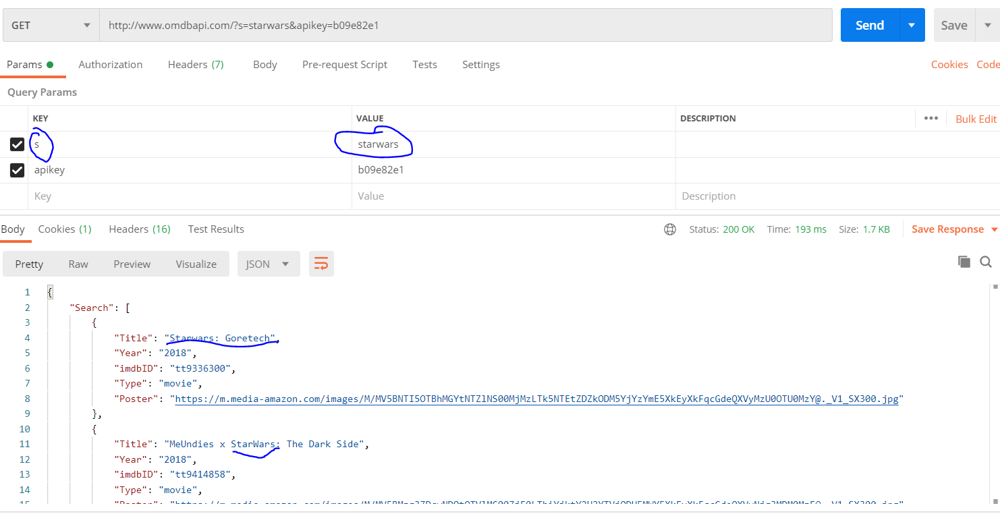 GET http://www.omdbapi.com/?s=starwars&apikey=b09e82e1 Send Save
Params Authorization Headers (7) Body Pre-request Script Tests Settings Cookies Code
Query Params
KEY VALUE DESCRIPTION ••• Bulk Edit
s starwars
apikey b09e82e1
Key Value Description
Body Cookies (1) Headers (16) Test Results Status: 200 OK Time: 193 ms Size: 1.7 KB Save Response
Pretty Raw Preview Visualize JSON
1 {
2 "Search": [
3 {
4 "Title": "Starwars: Goretech",
5 "Year": "2018",
6 "imdbID": "tt9336300",
7 "Type": "movie",
8 "Poster": "https://m.media-amazon.com/images/M/MV5BNTI5OTBhMGYtNTZlNS00MjMzLTk5NTEtZDZkODM5YjYzYmE5XkEyXkFqcGdeQXVyMzU0OTU0MzY@._V1_SX300.jpg"
9 },
10 {
11 "Title": "MeUndies x StarWars: The Dark Side",
12 "Year": "2018",
13 "imdbID": "tt9414858",
14 "Type": "movie",